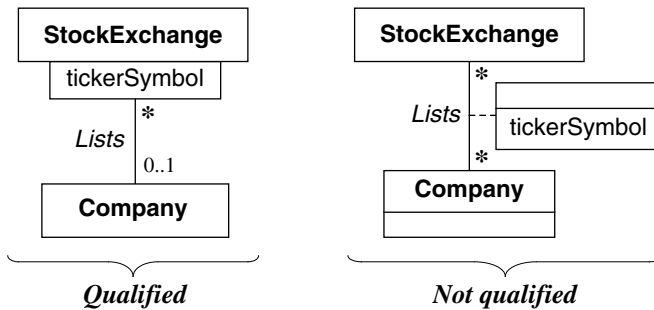 StockExchange
tickerSymbol
*
Lists
0..1
Company
Qualified
StockExchange
*
Lists
tickerSymbol
*
Company
Not qualified